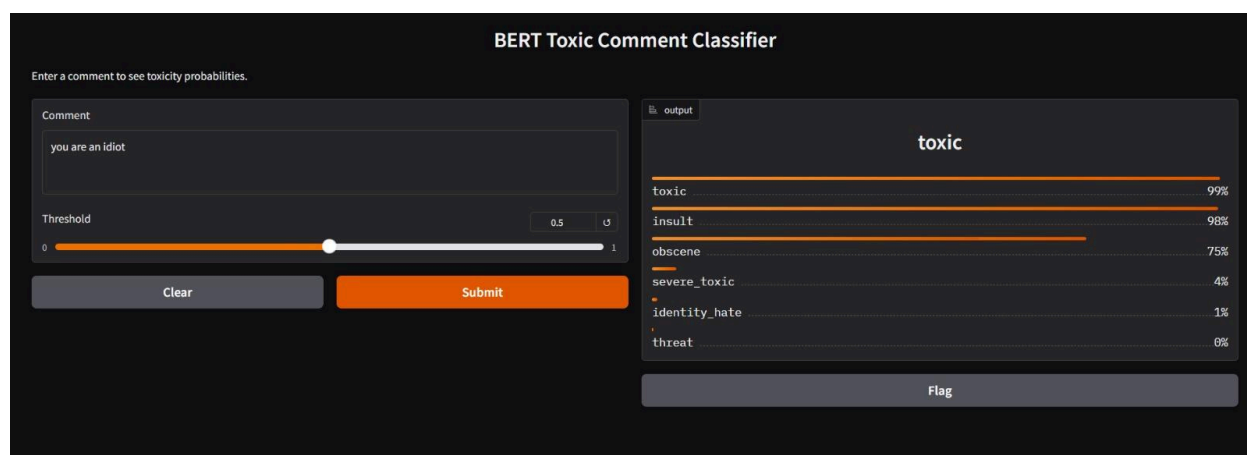 BERT Toxic Comment Classifier
Enter a comment to see toxicity probabilities.
Comment
you are an idiot
Threshold
0.5
0
1
Clear
Submit
output
toxic
toxic 99%
insult 98%
obscene 75%
severe_toxic 4%
identity_hate 1%
threat 0%
Flag